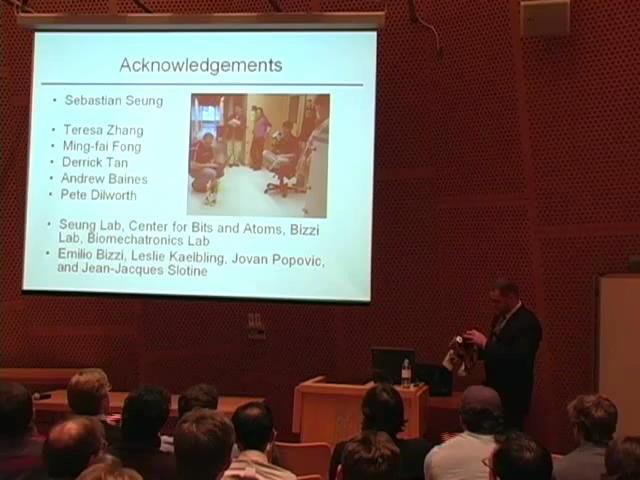 Acknowledgements
• Sebastian Seung
• Teresa Zhang
• Ming-fai Fong
• Derrick Tan
• Andrew Baines
• Pete Dilworth
• Seung Lab, Center for Bits and Atoms, Bizzi
Lab, Biomechatronics Lab
• Emilio Bizzi, Leslie Kaelbling, Jovan Popovic,
and Jean-Jacques Slotine